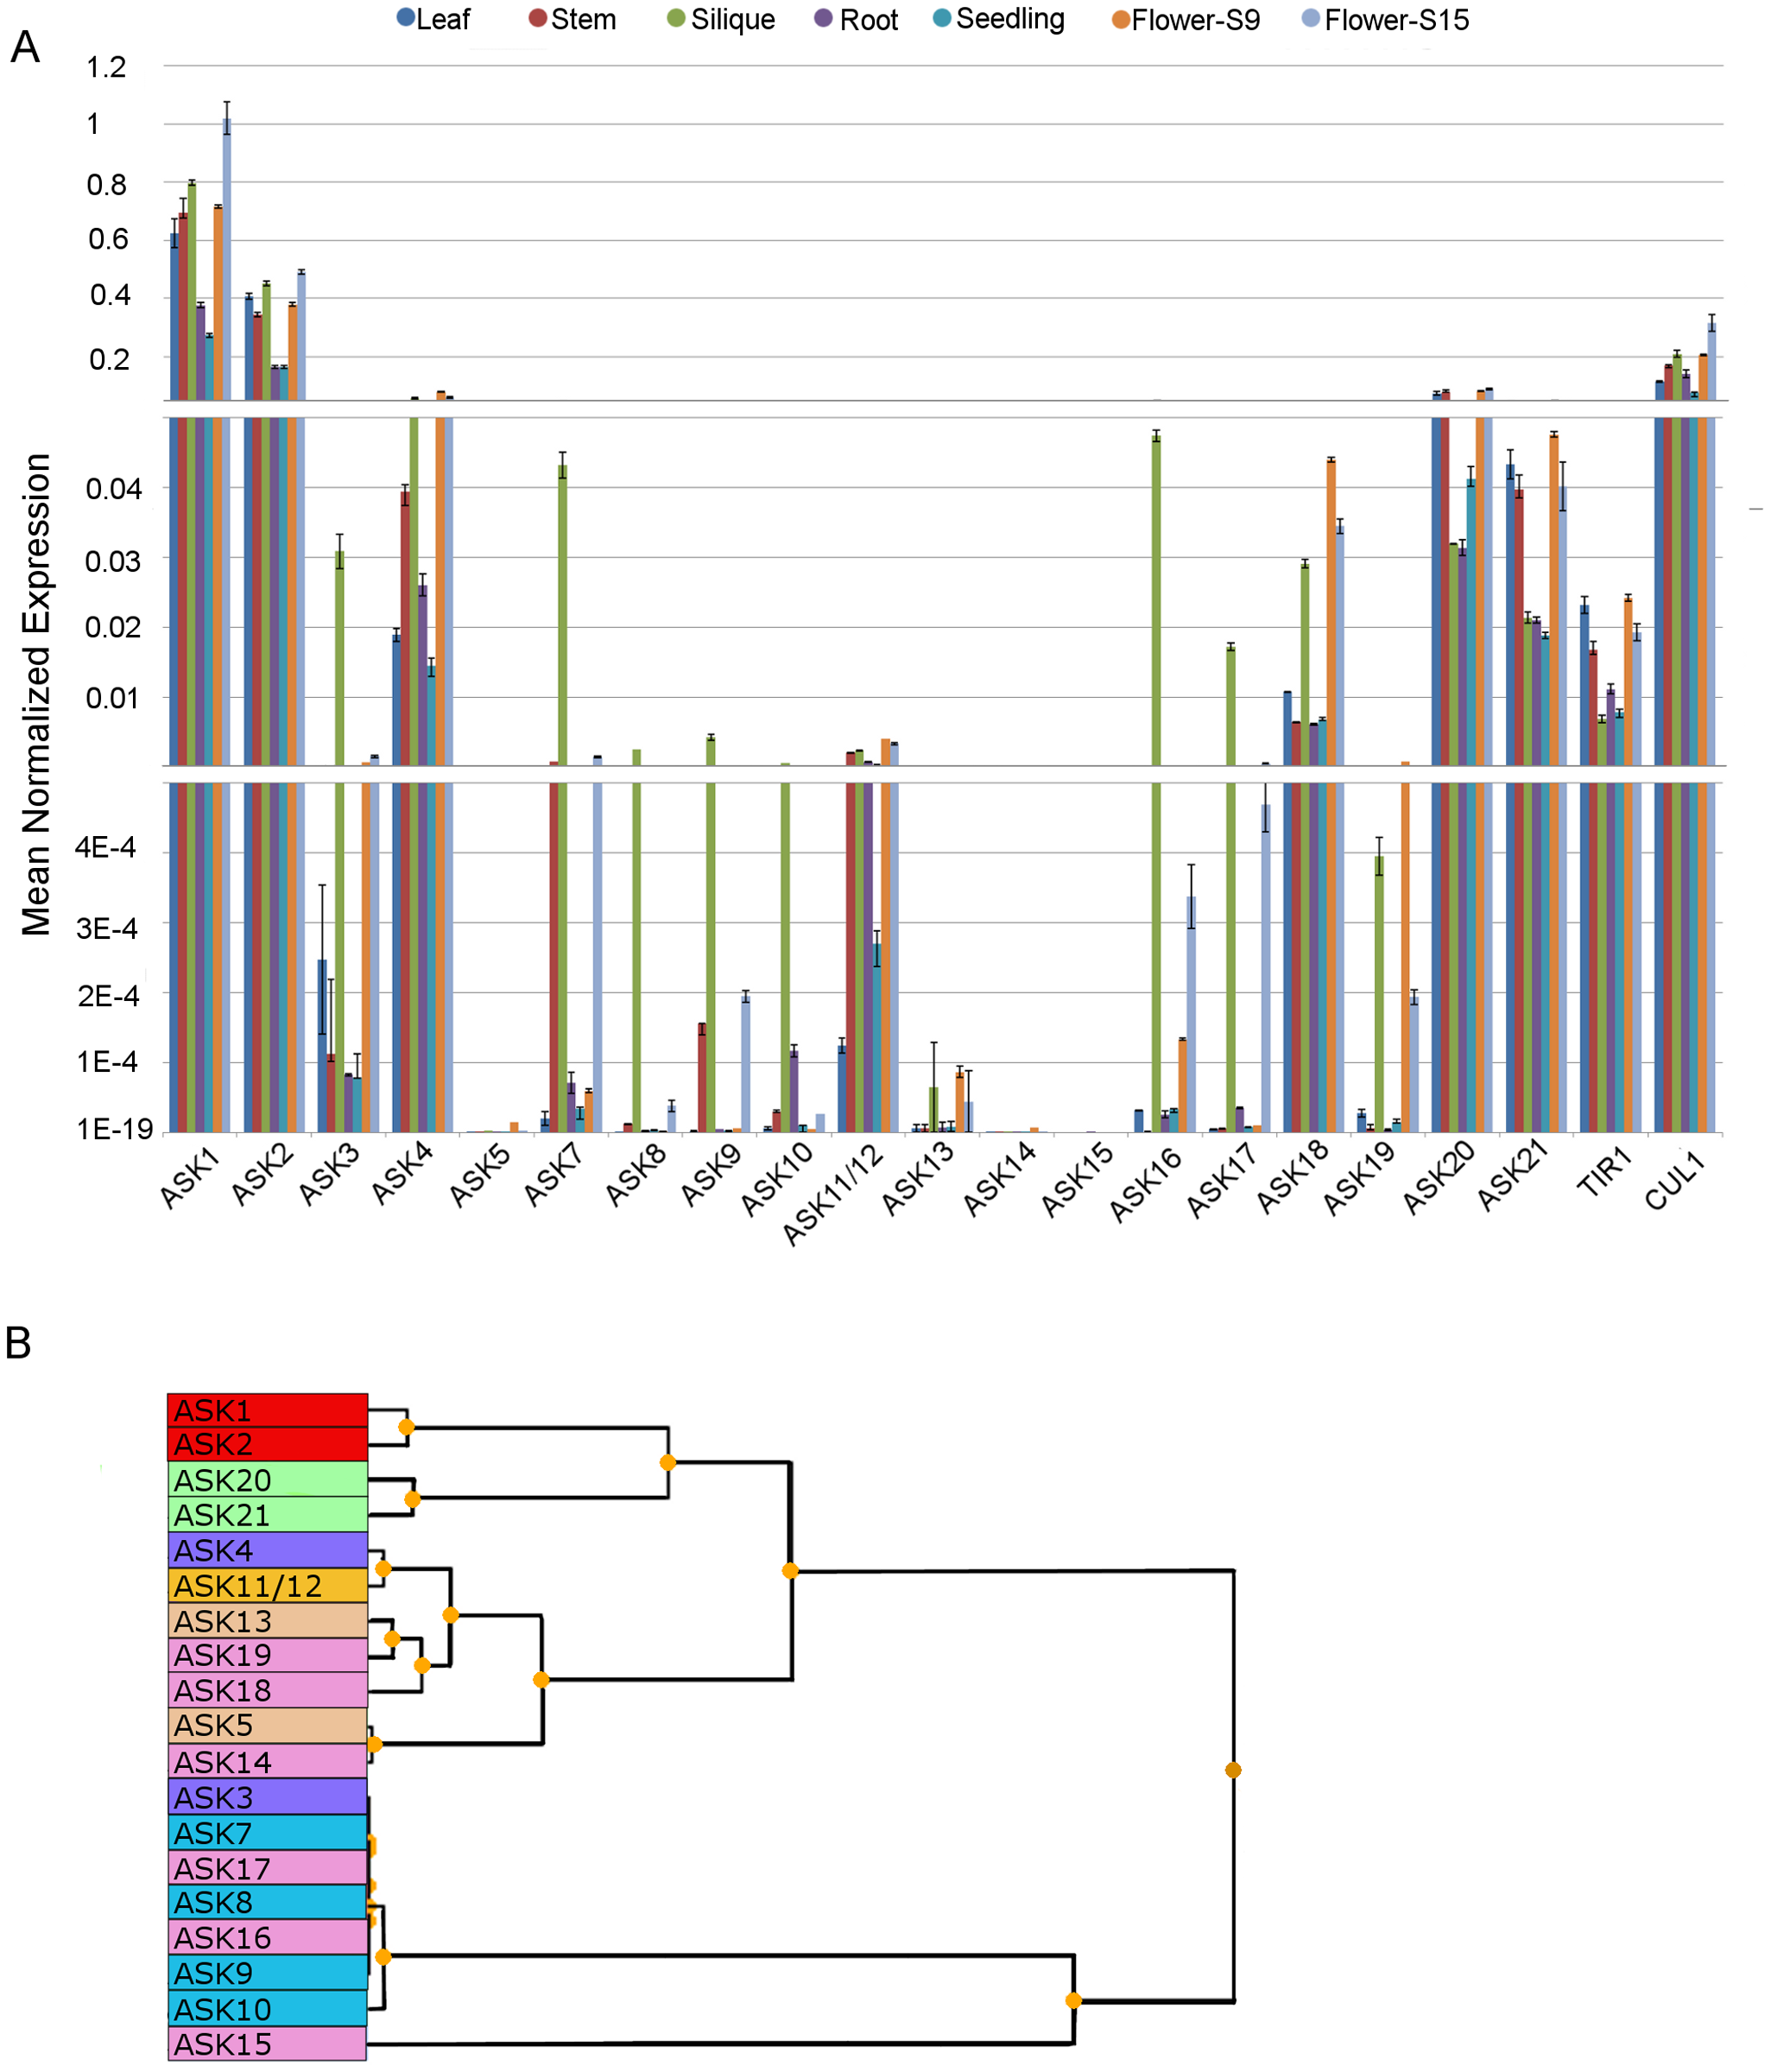 Leaf Stem Silique Root Seedling Flower-S9 Flower-S15
A
1.2
1
0.8
0.6
0.4
0.2
0.04
0.03
0.02
0.01
4E-4
3E-4
2E-4
1E-4
1E-19
Mean Normalized Expression
ASK1 ASK2 ASK3 ASK4 ASK5 ASK7 ASK8 ASK9 ASK10 ASK11/12 ASK13 ASK14 ASK15 ASK16 ASK17 ASK18 ASK19 ASK20 ASK21 TIR1 CUL1
B
ASK1
ASK2
ASK20
ASK21
ASK4
ASK11/12
ASK13
ASK19
ASK18
ASK5
ASK14
ASK3
ASK7
ASK17
ASK8
ASK16
ASK9
ASK10
ASK15